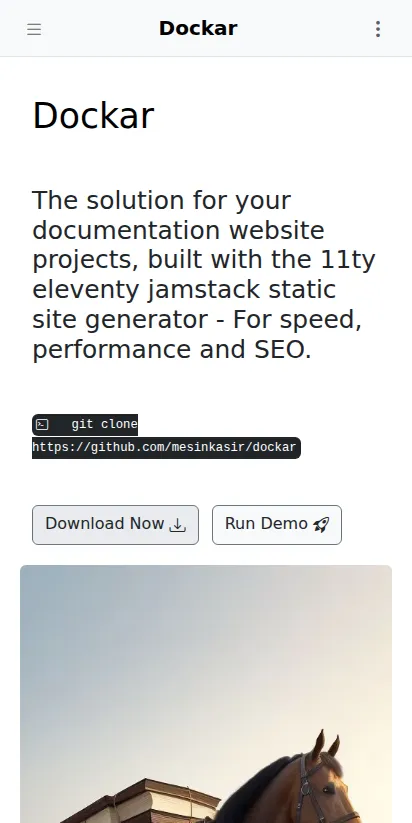 Dockar
Dockar
The solution for your
documentation website
projects, built with the 11ty
eleventy jamstack static
site generator - For speed,
performance and SEO.
git clone
https://github.com/mesinkasir/dockar
Download Now
Run Demo